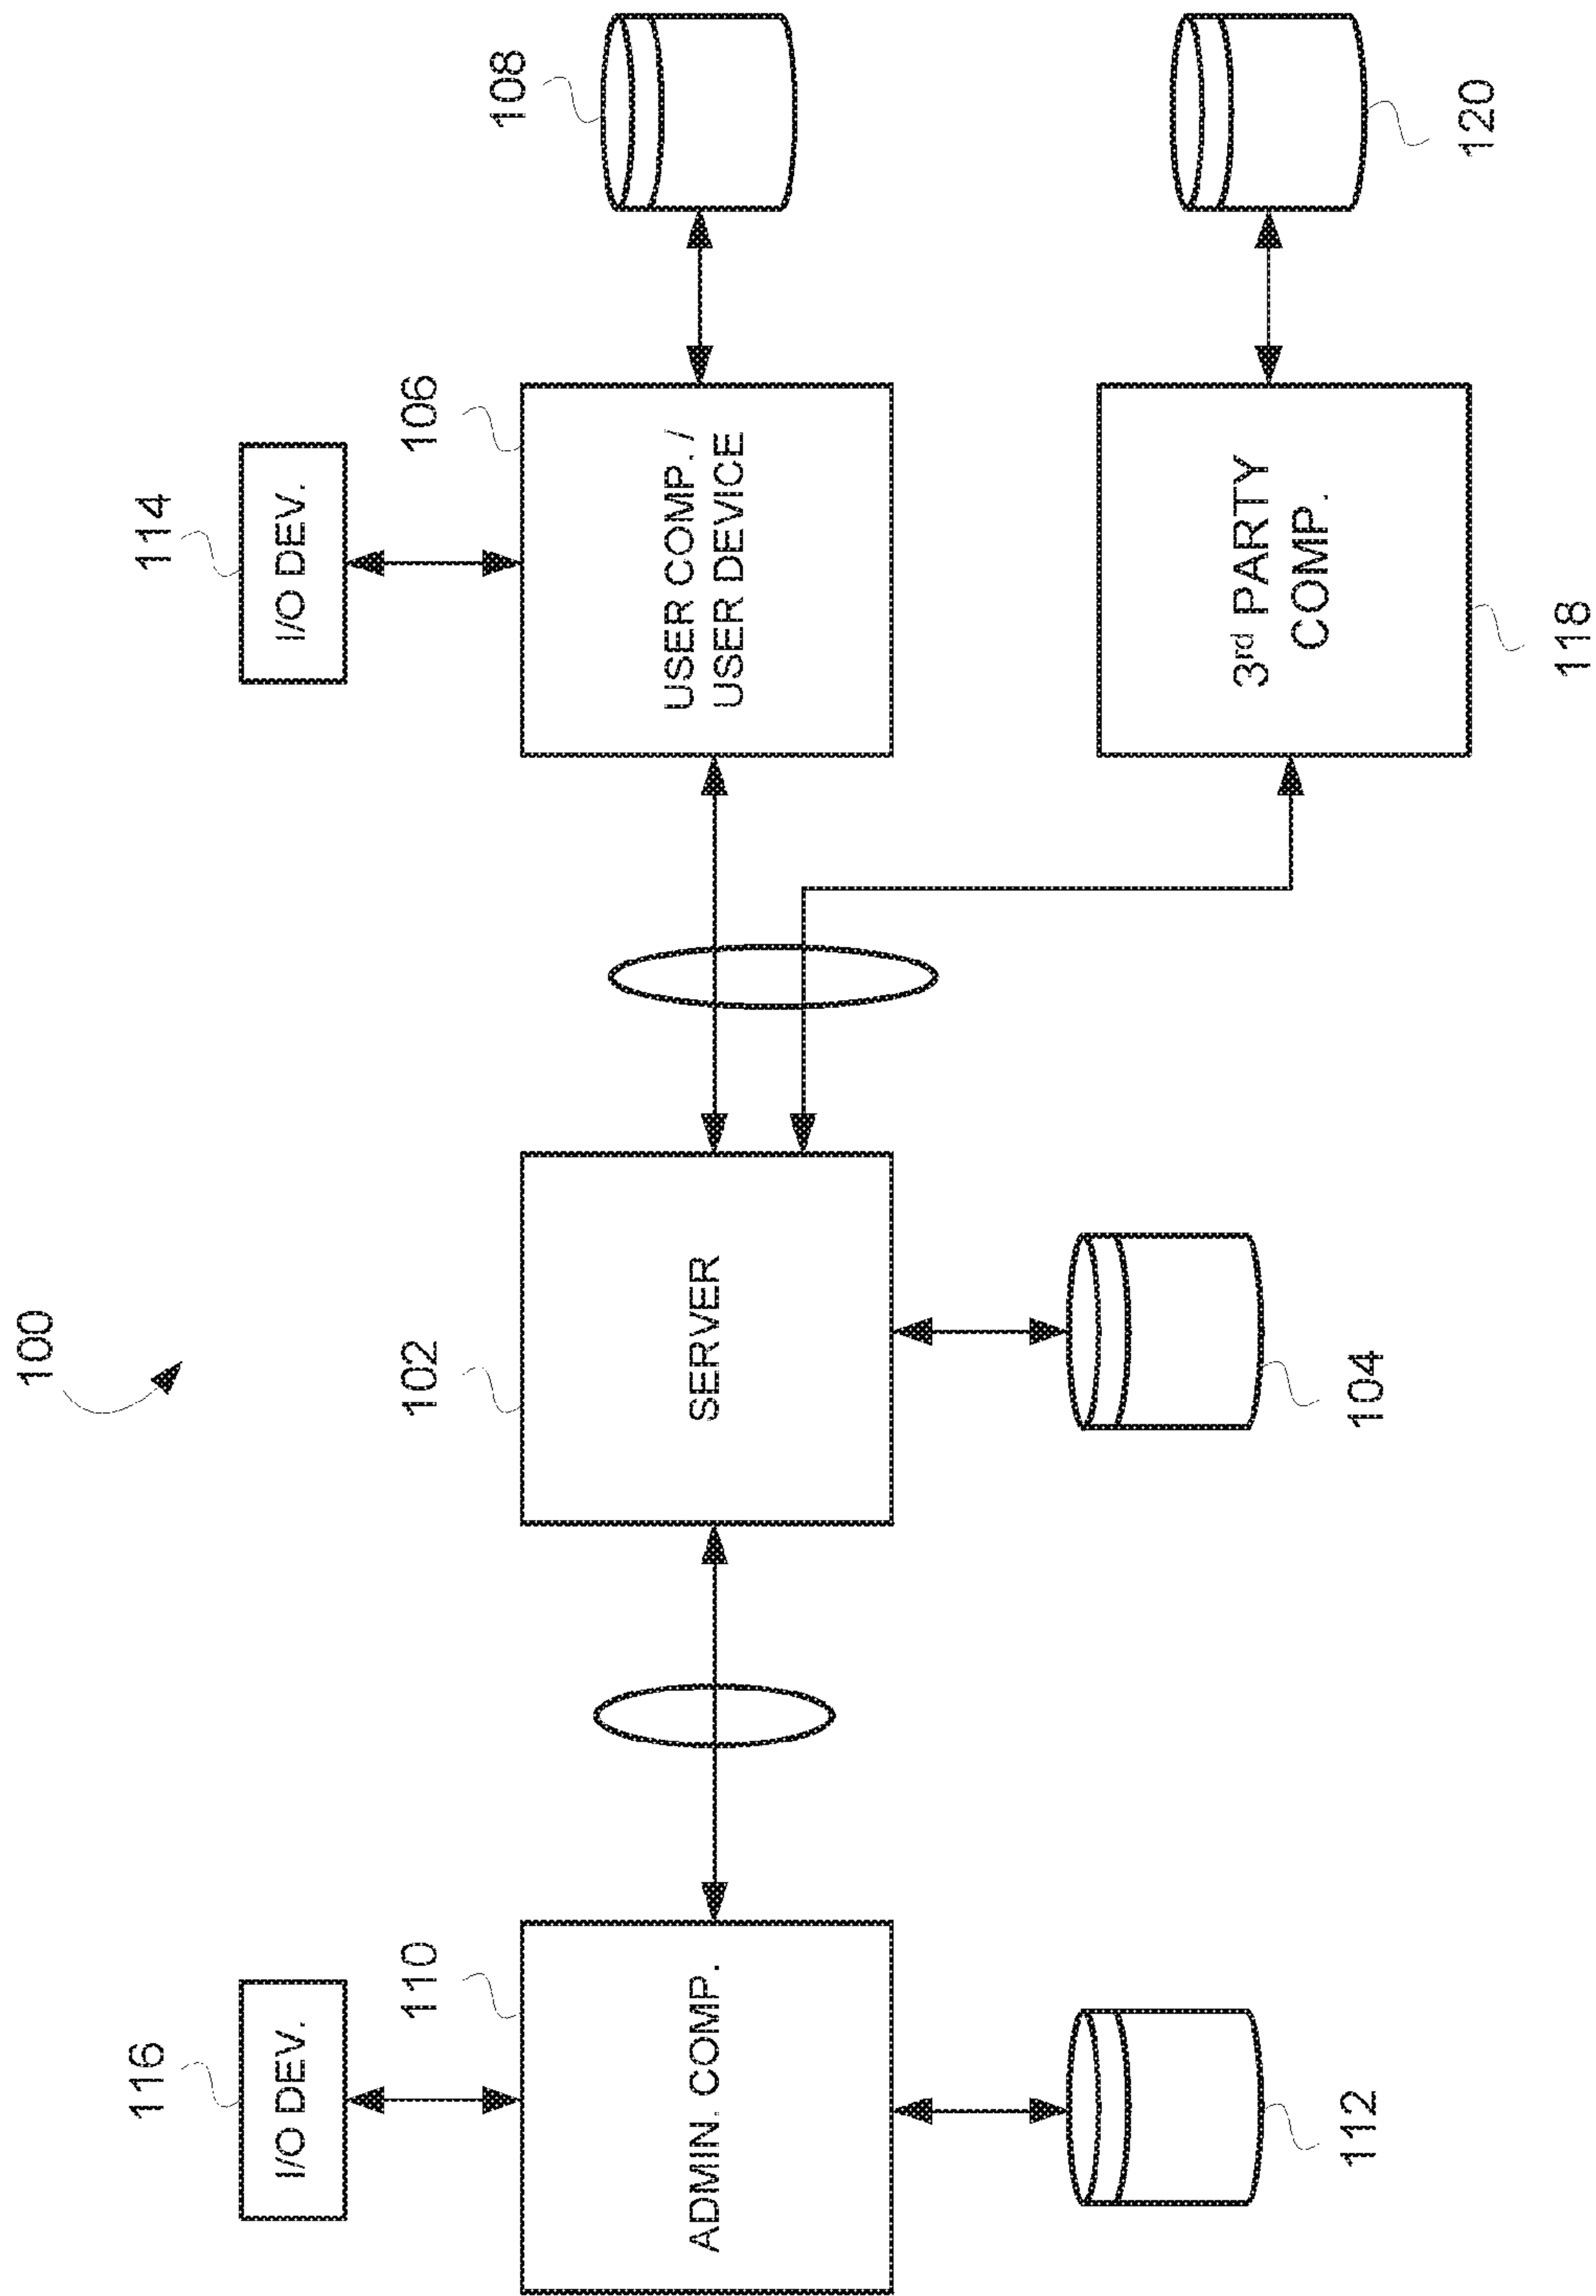 100
116
I/O DEV.
110
ADMIN. COMP.
112
102
SERVER
104
114
I/O DEV.
106
USER COMP. /
USER DEVICE
108
3rd PARTY
COMP.
118
120